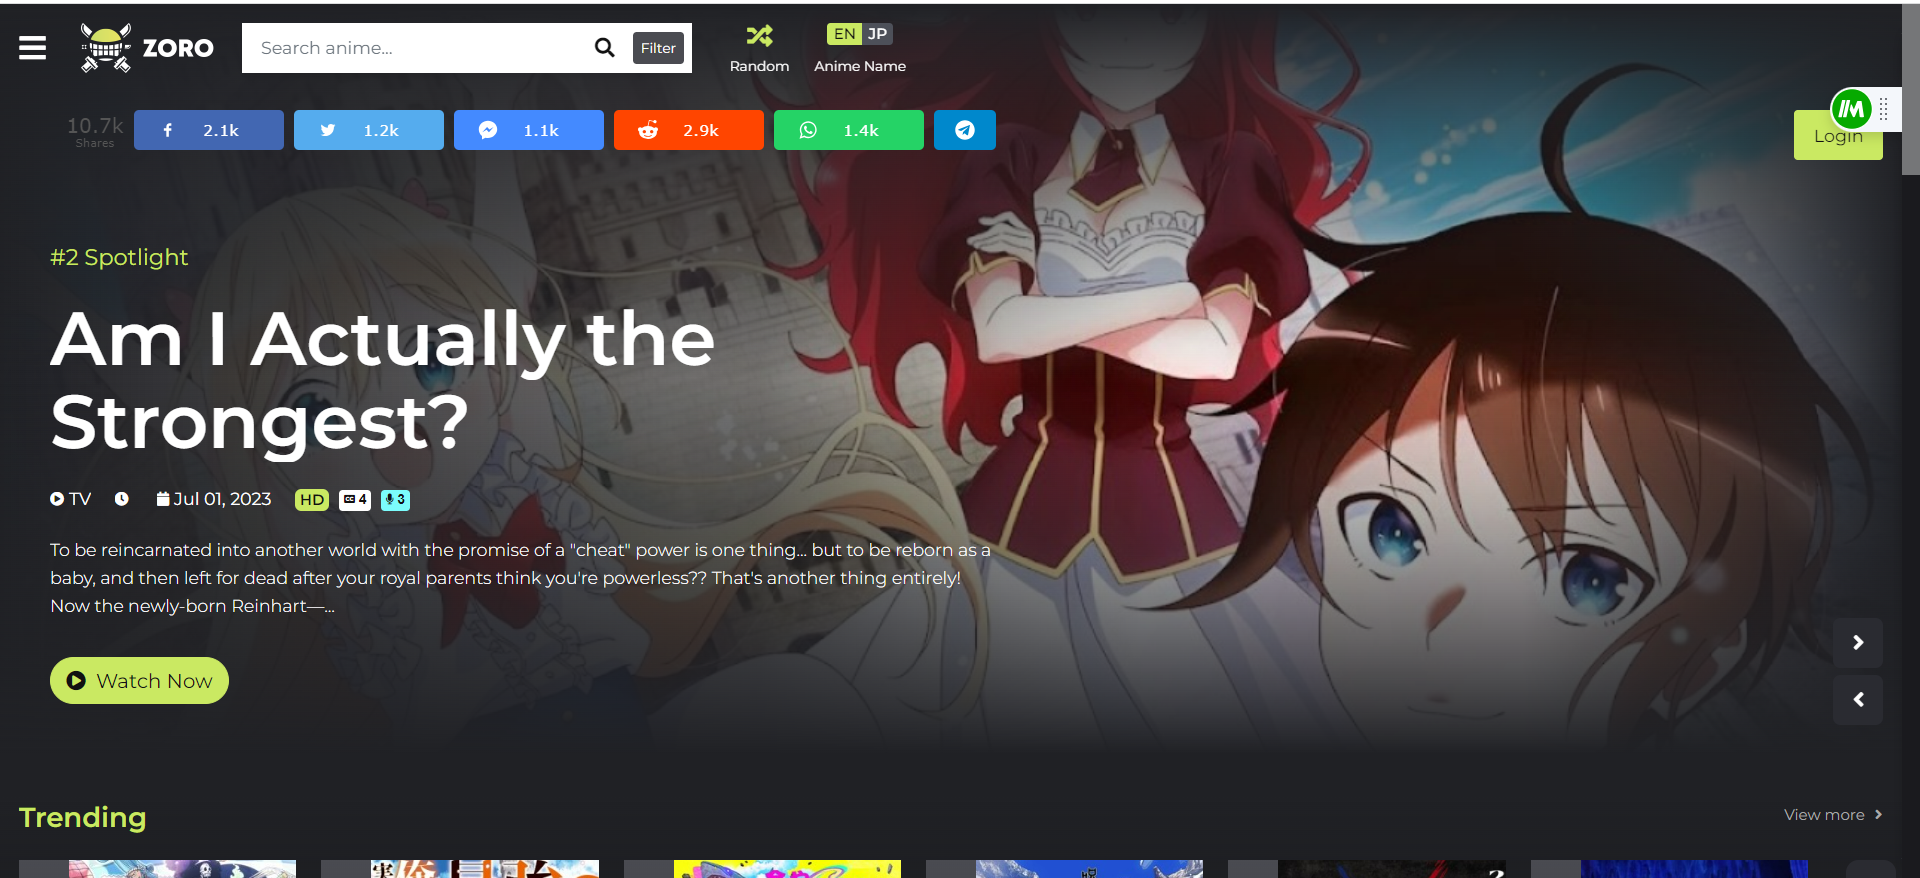 ZORO
Search anime...
Filter
Random
EN JP
Anime Name
10.7k
Shares
2.1k
1.2k
1.1k
2.9k
1.4k
Login
#2 Spotlight
Am I Actually the
Strongest?
TV
Jul 01, 2023
HD
CC 4
3
To be reincarnated into another world with the promise of a "cheat" power is one thing... but to be reborn as a
baby, and then left for dead after your royal parents think you're powerless?? That's another thing entirely!
Now the newly-born Reinhart—...
Watch Now
Trending
View more